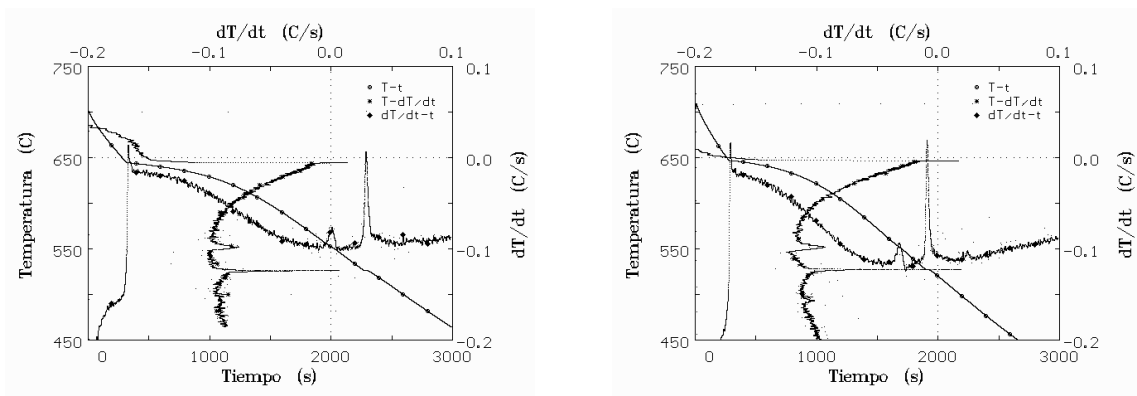 dT/dt (C/s)
-0.2 -0.1 0.0 0.1
750 0.1
T-t
T-dT/dt
dT/dt-t
650 0.0
550 -0.1
450 -0.2
0 1000 2000 3000
Tiempo (s)
Temperatura (C)
dT/dt (C/s)
dT/dt (C/s)
-0.2 -0.1 0.0 0.1
750 0.1
T-t
T-dT/dt
dT/dt-t
650 0.0
550 -0.1
450 -0.2
0 1000 2000 3000
Tiempo (s)
Temperatura (C)
dT/dt (C/s)